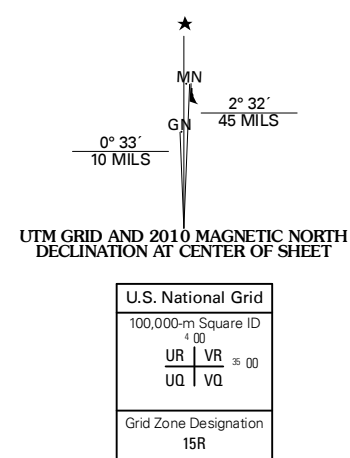 ★
MN
2° 32´
45 MILS
GN
0° 33´
10 MILS
UTM GRID AND 2010 MAGNETIC NORTH
DECLINATION AT CENTER OF SHEET
U.S. National Grid
100,000-m Square ID
4 00
UR VR 35 00
UQ VQ
Grid Zone Designation
15R